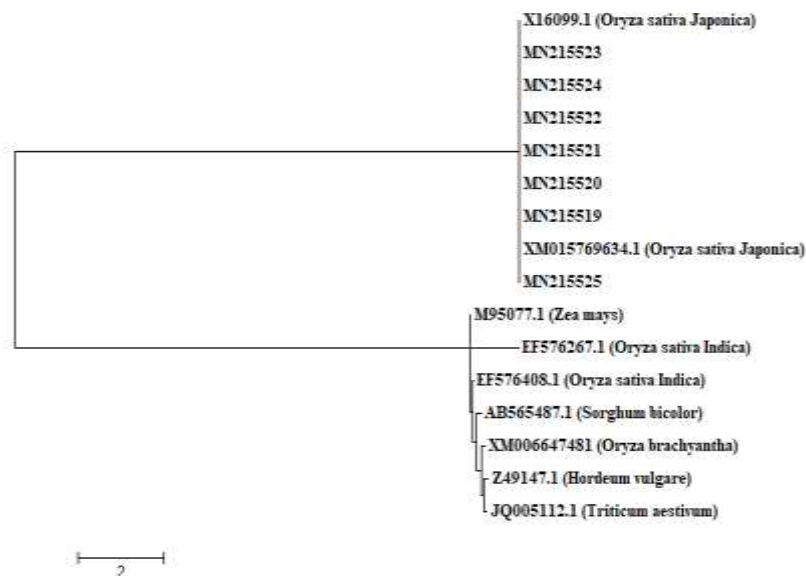 X16099.1 (Oryza sativa Japonica)
MN215523
MN215524
MN215522
MN215521
MN215520
MN215519
XM015769634.1 (Oryza sativa Japonica)
MN215525
M95077.1 (Zea mays)
EF576267.1 (Oryza sativa Indica)
EF576408.1 (Oryza sativa Indica)
AB565487.1 (Sorghum bicolor)
XM006647481 (Oryza brachyantha)
Z49147.1 (Hordeum vulgare)
JQ005112.1 (Triticum aestivum)
2